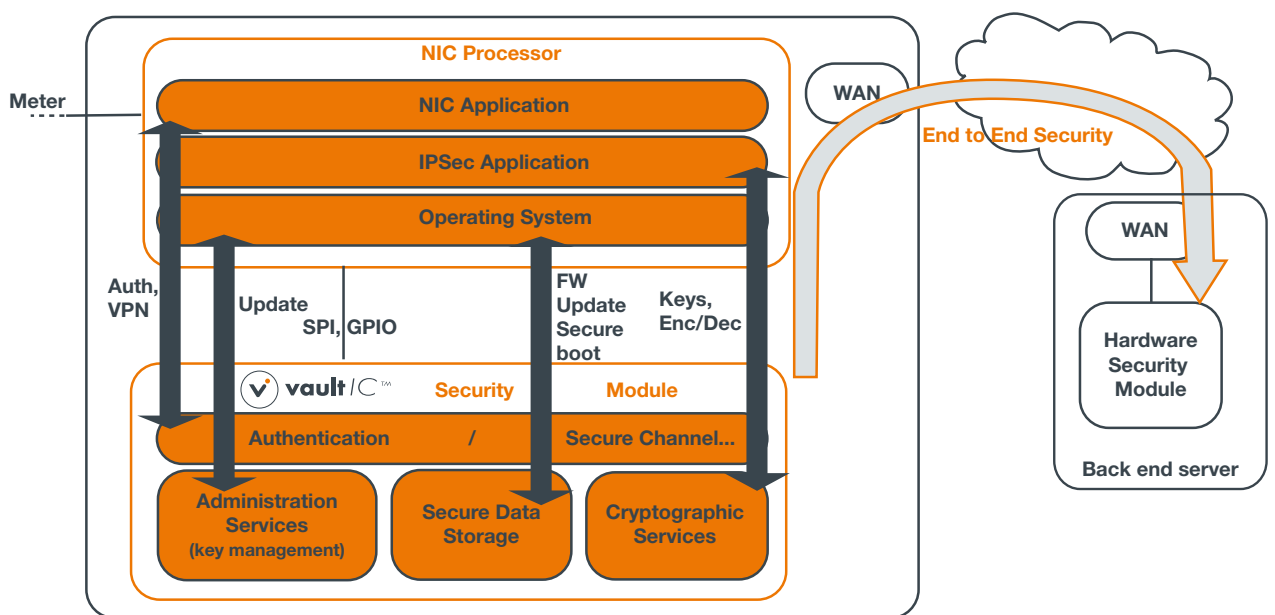 NIC Processor
NIC Application
IPSec Application
Operating System
Meter
WAN
End to End Security
WAN
Hardware
Security
Module
Back end server
Auth,
VPN
Update
SPI, GPIO
FW
Update
Secure
boot
Keys,
Enc/Dec
vaultIC™ Security Module
Authentication / Secure Channel...
Administration
Services
(key management)
Secure Data
Storage
Cryptographic
Services